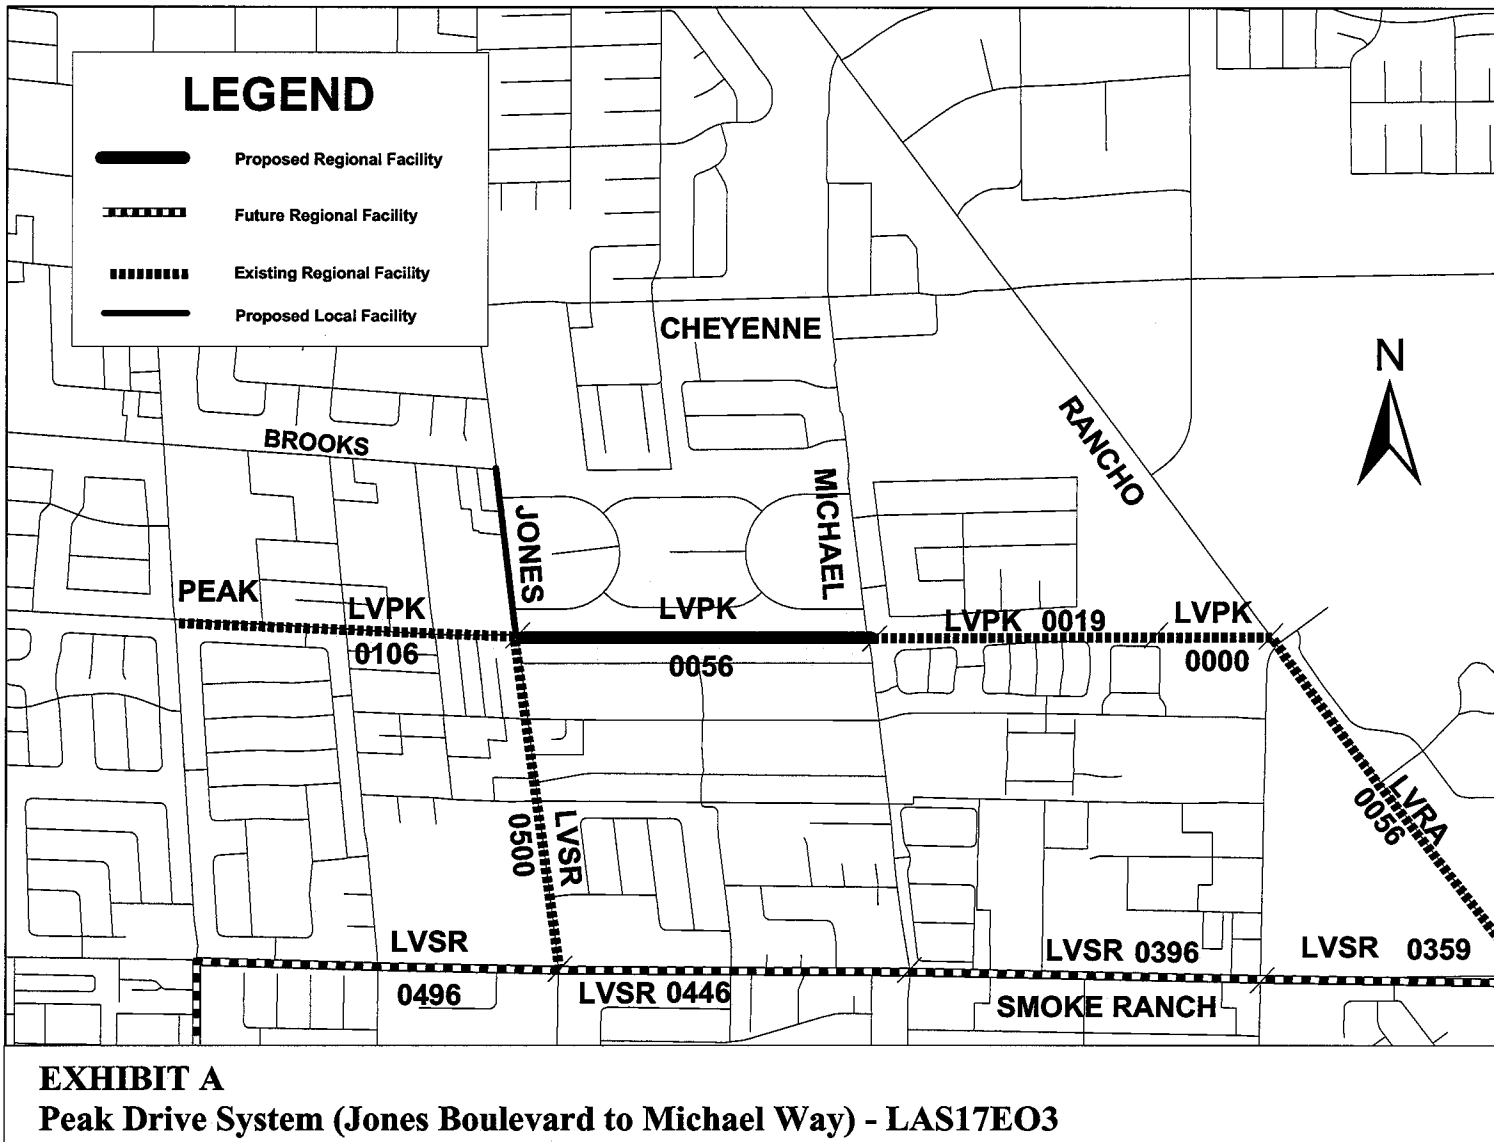 LEGEND
Proposed Regional Facility
Future Regional Facility
Existing Regional Facility
Proposed Local Facility
CHEYENNE
N
RANCHO
BROOKS
MICHAEL
JONES
PEAK
LVPK
0106
LVPK
0056
LVPK 0019
LVPK
0000
LVRA
0056
LVSR
0500
LVSR
0496
LVSR 0446
LVSR 0396
LVSR 0359
SMOKE RANCH
EXHIBIT A
Peak Drive System (Jones Boulevard to Michael Way) - LAS17EO3